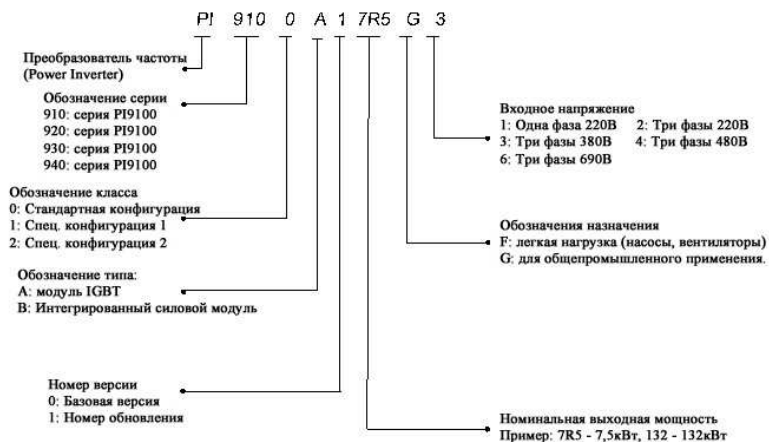 PI 910 0 A 1 7R5 G 3
Преобразователь частоты
(Power Inverter)
Обозначение серии
910: серия PI9100
920: серия PI9100
930: серия PI9100
940: серия PI9100
Обозначение класса
0: Стандартная конфигурация
1: Спец. конфигурация 1
2: Спец. конфигурация 2
Обозначение типа:
A: модуль IGBT
B: Интегрированный силовой модуль
Номер версии
0: Базовая версия
1: Номер обновления
Входное напряжение
1: Одна фаза 220В 2: Три фазы 220В
3: Три фазы 380В 4: Три фазы 480В
6: Три фазы 690В
Обозначения назначения
F: легкая нагрузка (насосы, вентиляторы)
G: для общепромышленного применения.
Номинальная выходная мощность
Пример: 7R5 - 7,5кВт, 132 - 132кВт